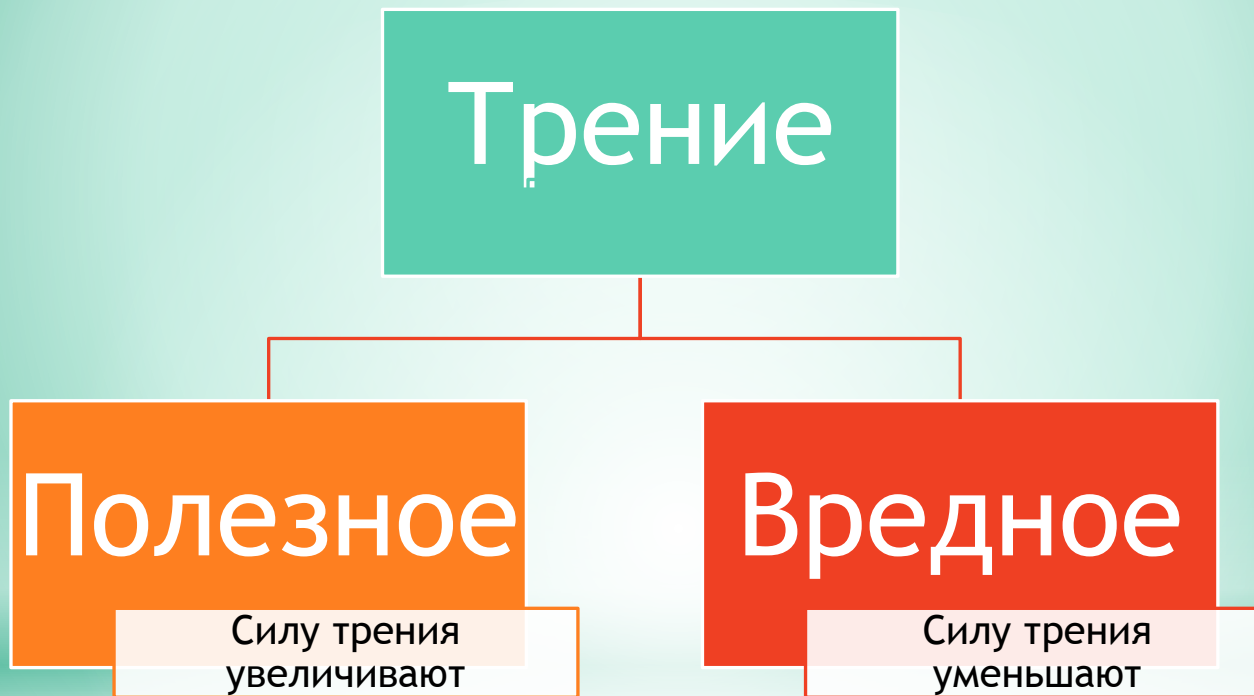 Трение
Полезное
Вредное
Силу трения
увеличивают
Силу трения
уменьшают